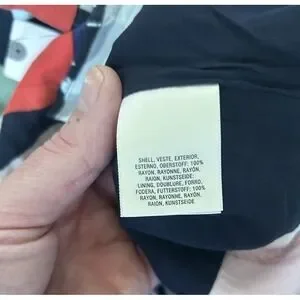 SHELL, VESTE, EXTERIOR,
ESTERNO, OBERSTOFF: 100%
RAYON, RAYONNE, RAYON,
RAION, KUNSTSEIDE;
LINING, DOUBLURE, FORRO,
FODERA, FUTTERSTOFF: 100%
RAYON, RAYONNE, RAYON,
RAION, KUNSTSEIDE